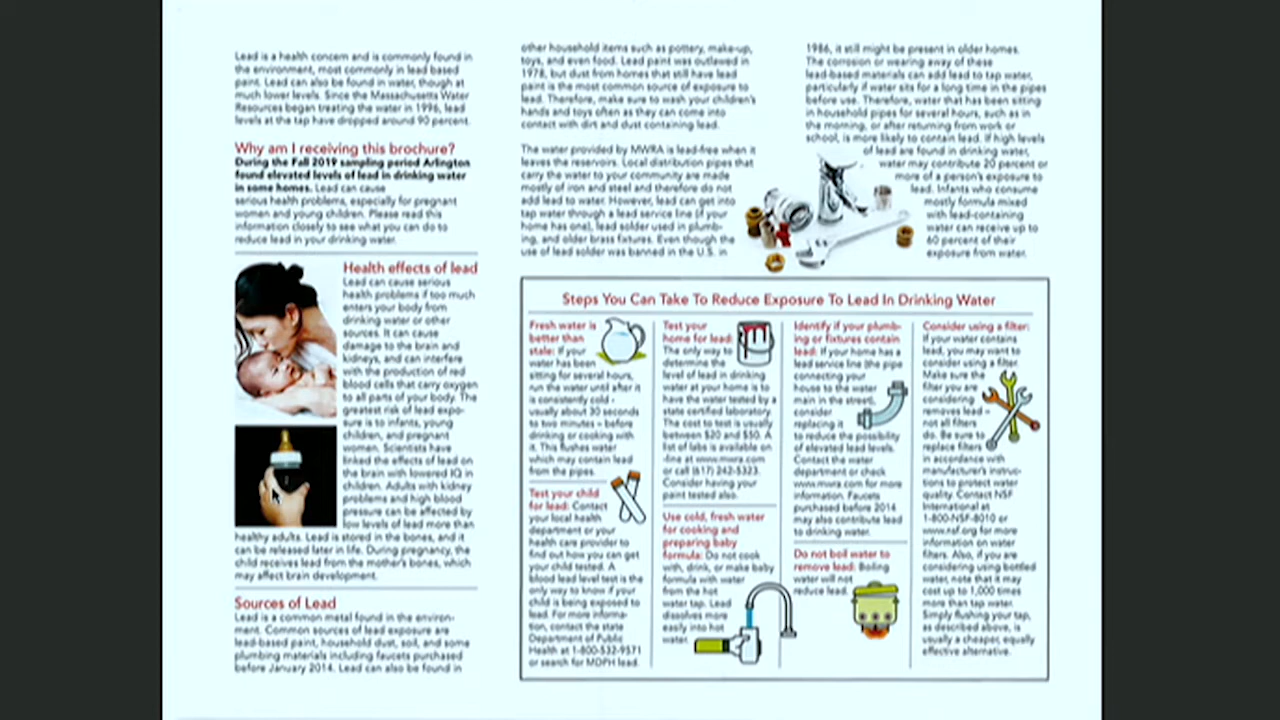 Lead is a health concern and is commonly found in
the environment, most commonly in lead based
paint. Lead can also be found in water, though at
much lower levels. Since the Massachusetts Water
Resources began treating the water in 1996, lead
levels at the tap have dropped around 90 percent.
Why am I receiving this brochure?
During the Fall 2019 sampling period Arlington
found elevated levels of lead in drinking water
in some homes. Lead can cause
serious health problems, especially for pregnant
women and young children. Please read this
information closely to see what you can do to
reduce lead in your drinking water.
Health effects of lead
Lead can cause serious
health problems if too much
enters your body from
drinking water or other
sources. It can cause
damage to the brain and
kidneys, and can interfere
with the production of red
blood cells that carry oxygen
to all parts of your body. The
greatest risk of lead expo-
sure is to infants, young
children, and pregnant
women. Scientists have
linked the effects of lead on
the brain with lowered IQ in
children. Adults with kidney
problems and high blood
pressure can be affected by
low levels of lead more than
healthy adults. Lead is stored in the bones, and it
can be released later in life. During pregnancy, the
child receives lead from the mother's bones, which
may affect brain development.
Sources of Lead
Lead is a common metal found in the environ-
ment. Common sources of lead exposure are
lead-based paint, household dust, soil, and some
plumbing materials including faucets purchased
before January 2014. Lead can also be found in
other household items such as pottery, make-up,
toys, and even food. Lead paint was outlawed in
1978, but dust from homes that still have lead
paint is the most common source of exposure to
lead. Therefore, make sure to wash your children's
hands and toys often as they can come into
contact with dirt and dust containing lead.
The water provided by MWRA is lead-free when it
leaves the reservoirs. Local distribution pipes that
carry the water to your community are made
mostly of iron and steel and therefore do not
add lead to water. However, lead can get into
tap water through a lead service line (if your
home has one), lead solder used in plumb-
ing, and older brass fixtures. Even though the
use of lead solder was banned in the U.S. in
1986, it still might be present in older homes.
The corrosion or wearing away of these
lead-based materials can add lead to tap water,
particularly if water sits for a long time in the pipes
before use. Therefore, water that has been sitting
in household pipes for several hours, such as in
the morning, or after returning from work or
school, is more likely to contain lead. If high levels
of lead are found in drinking water,
water may contribute 20 percent or
more of a person's exposure to
lead. Infants who consume
mostly formula mixed
with lead-containing
water can receive up to
60 percent of their
exposure from water.
Steps You Can Take To Reduce Exposure To Lead In Drinking Water
Fresh water is
better than
stale: If your
water has been
sitting for several hours,
run the water until after it
is consistently cold -
usually about 30 seconds
to two minutes – before
drinking or cooking with
it. This flushes water
which may contain lead
from the pipes.
Test your child
for lead: Contact
your local health
department or your
health care provider to
find out how you can get
your child tested. A
blood lead level test is the
only way to know if your
child is being exposed to
lead. For more informa-
tion, contact the state
Department of Public
Health at 1-800-532-9571
or search for MDPH lead.
Test your
home for lead:
The only way to
determine the
level of lead in drinking
water at your home is to
have the water tested by a
state certified laboratory.
The cost to test is usually
between $20 and $50. A
list of labs is available on
-line at www.mwra.com
or call (617) 242-5323.
Consider having your
paint tested also.
Use cold, fresh water
for cooking and
preparing baby
formula: Do not cook
with, drink, or make baby
formula with water
from the hot
water tap. Lead
dissolves more
easily into hot
water.
Identify if your plumb-
ing or fixtures contain
lead: If your home has a
lead service line (the pipe
connecting your
house to the water
main in the street),
consider
replacing it
to reduce the possibility
of elevated lead levels.
Contact the water
department or check
www.mwra.com for more
information. Faucets
purchased before 2014
may also contribute lead
to drinking water.
Do not boil water to
remove lead: Boiling
water will not
reduce lead.
Consider using a filter:
If your water contains
lead, you may want to
consider using a filter.
Make sure the
filter you are
considering
removes lead –
not all filters
do. Be sure to
replace filters
in accordance with
manufacturer's instruc-
tions to protect water
quality. Contact NSF
International at
1-800-NSF-8010 or
www.nsf.org for more
information on water
filters. Also, if you are
considering using bottled
water, note that it may
cost up to 1,000 times
more than tap water.
Simply flushing your tap,
as described above, is
usually a cheaper, equally
effective alternative.